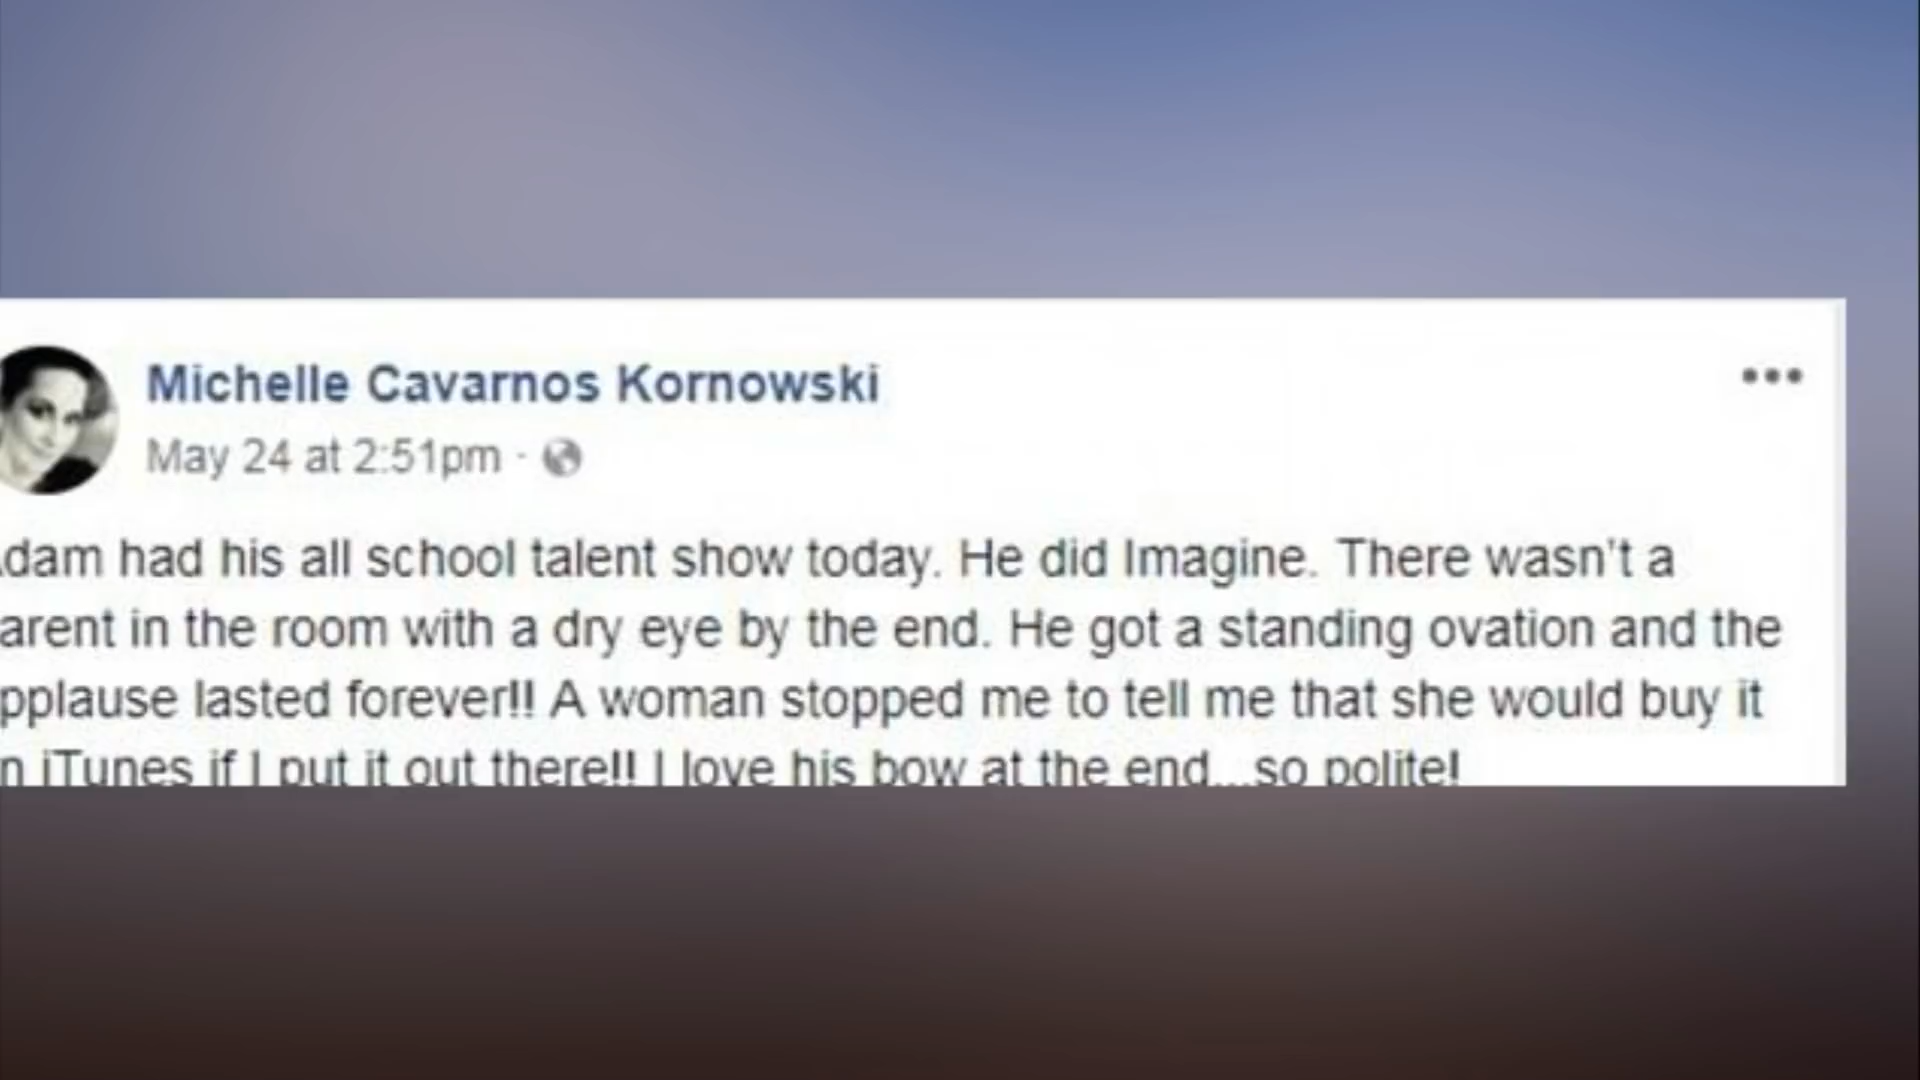 Michelle Cavarnos Kornowski
May 24 at 2:51pm
dam had his all school talent show today. He did Imagine. There wasn't a
arent in the room with a dry eye by the end. He got a standing ovation and the
pplause lasted forever!! A woman stopped me to tell me that she would buy it
n iTunes if I put it out there!! I love his bow at the end...so polite!